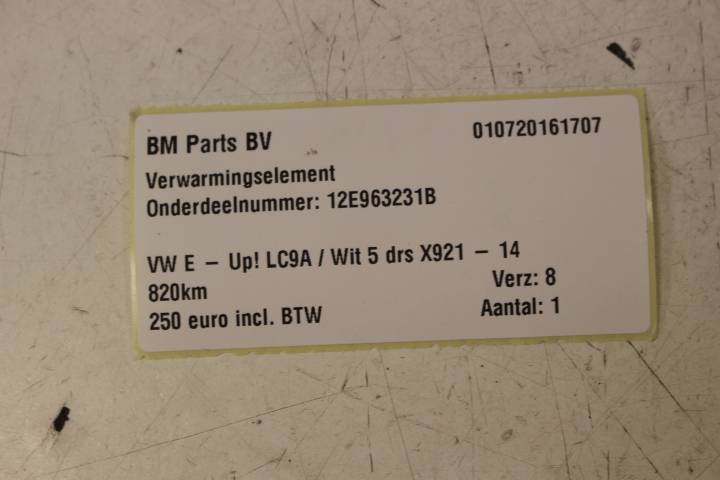 BM Parts BV 010720161707
Verwarmingselement
Onderdeelnummer: 12E963231B
VW E – Up! LC9A / Wit 5 drs X921 – 14
820km Verz: 8
250 euro incl. BTW Aantal: 1